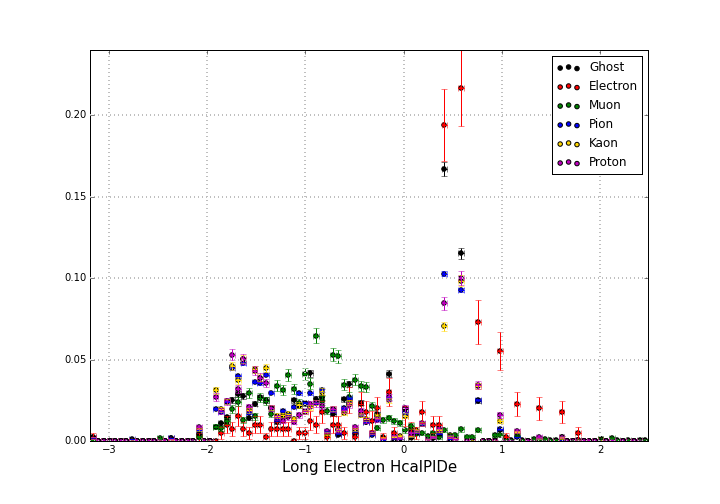 0.20
0.15
0.10
0.05
0.00
−3 −2 −1 0 1 2
Long Electron HcalPIDe
Ghost
Electron
Muon
Pion
Kaon
Proton